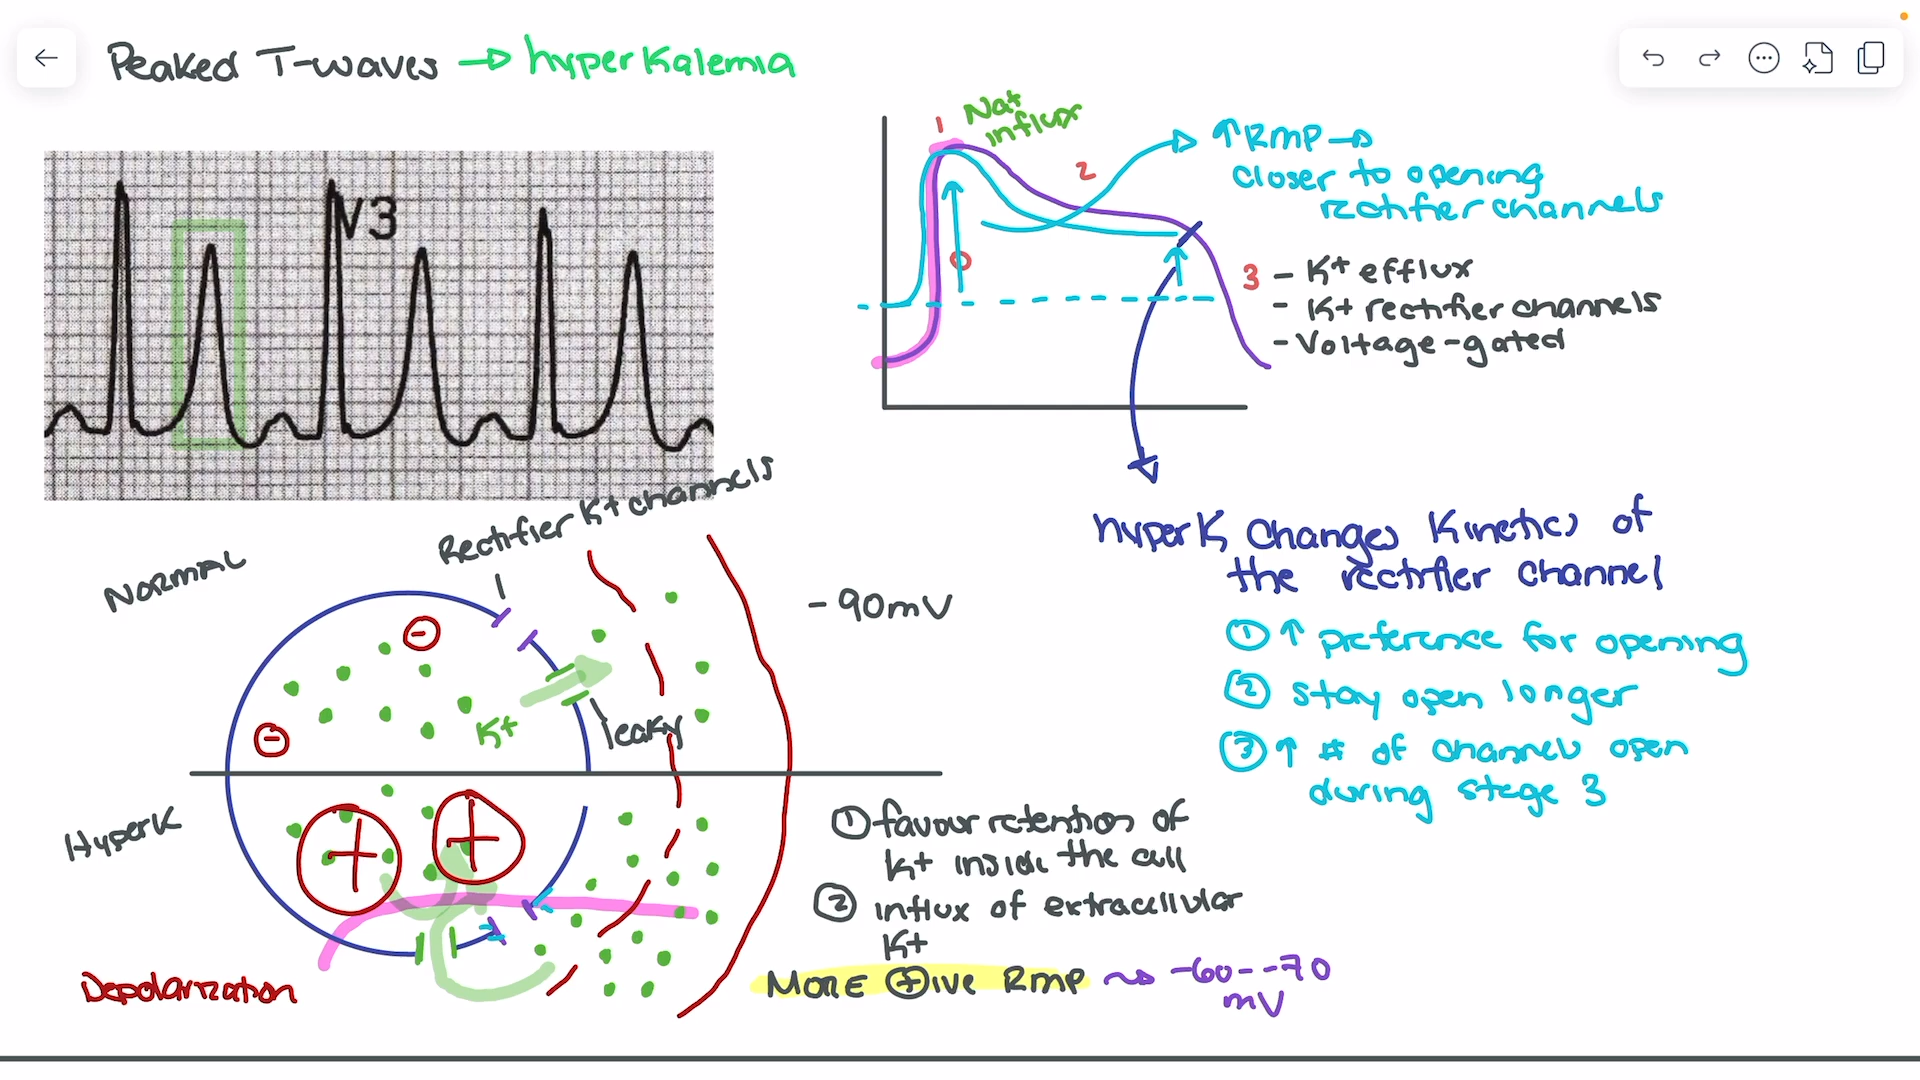 Peaked T-waves → hyperkalemia
V3
1 Na+
influx
2
0
↑ RMP →
closer to opening
rectifier channels
3 - K+ efflux
- K+ rectifier channels
- Voltage-gated
hyperK changes kinetics of
the rectifier channel
① ↑ preference for opening
② stay open longer
③ ↑ # of channels open
during stage 3
Rectifier K+ channels
NORMAL
- 90mV
K+
leaky
HyperK
Depolarization
① favour retention of
K+ inside the cell
② influx of extracellular
K+
More ⊕ive RMP ⇝ -60--70
mV